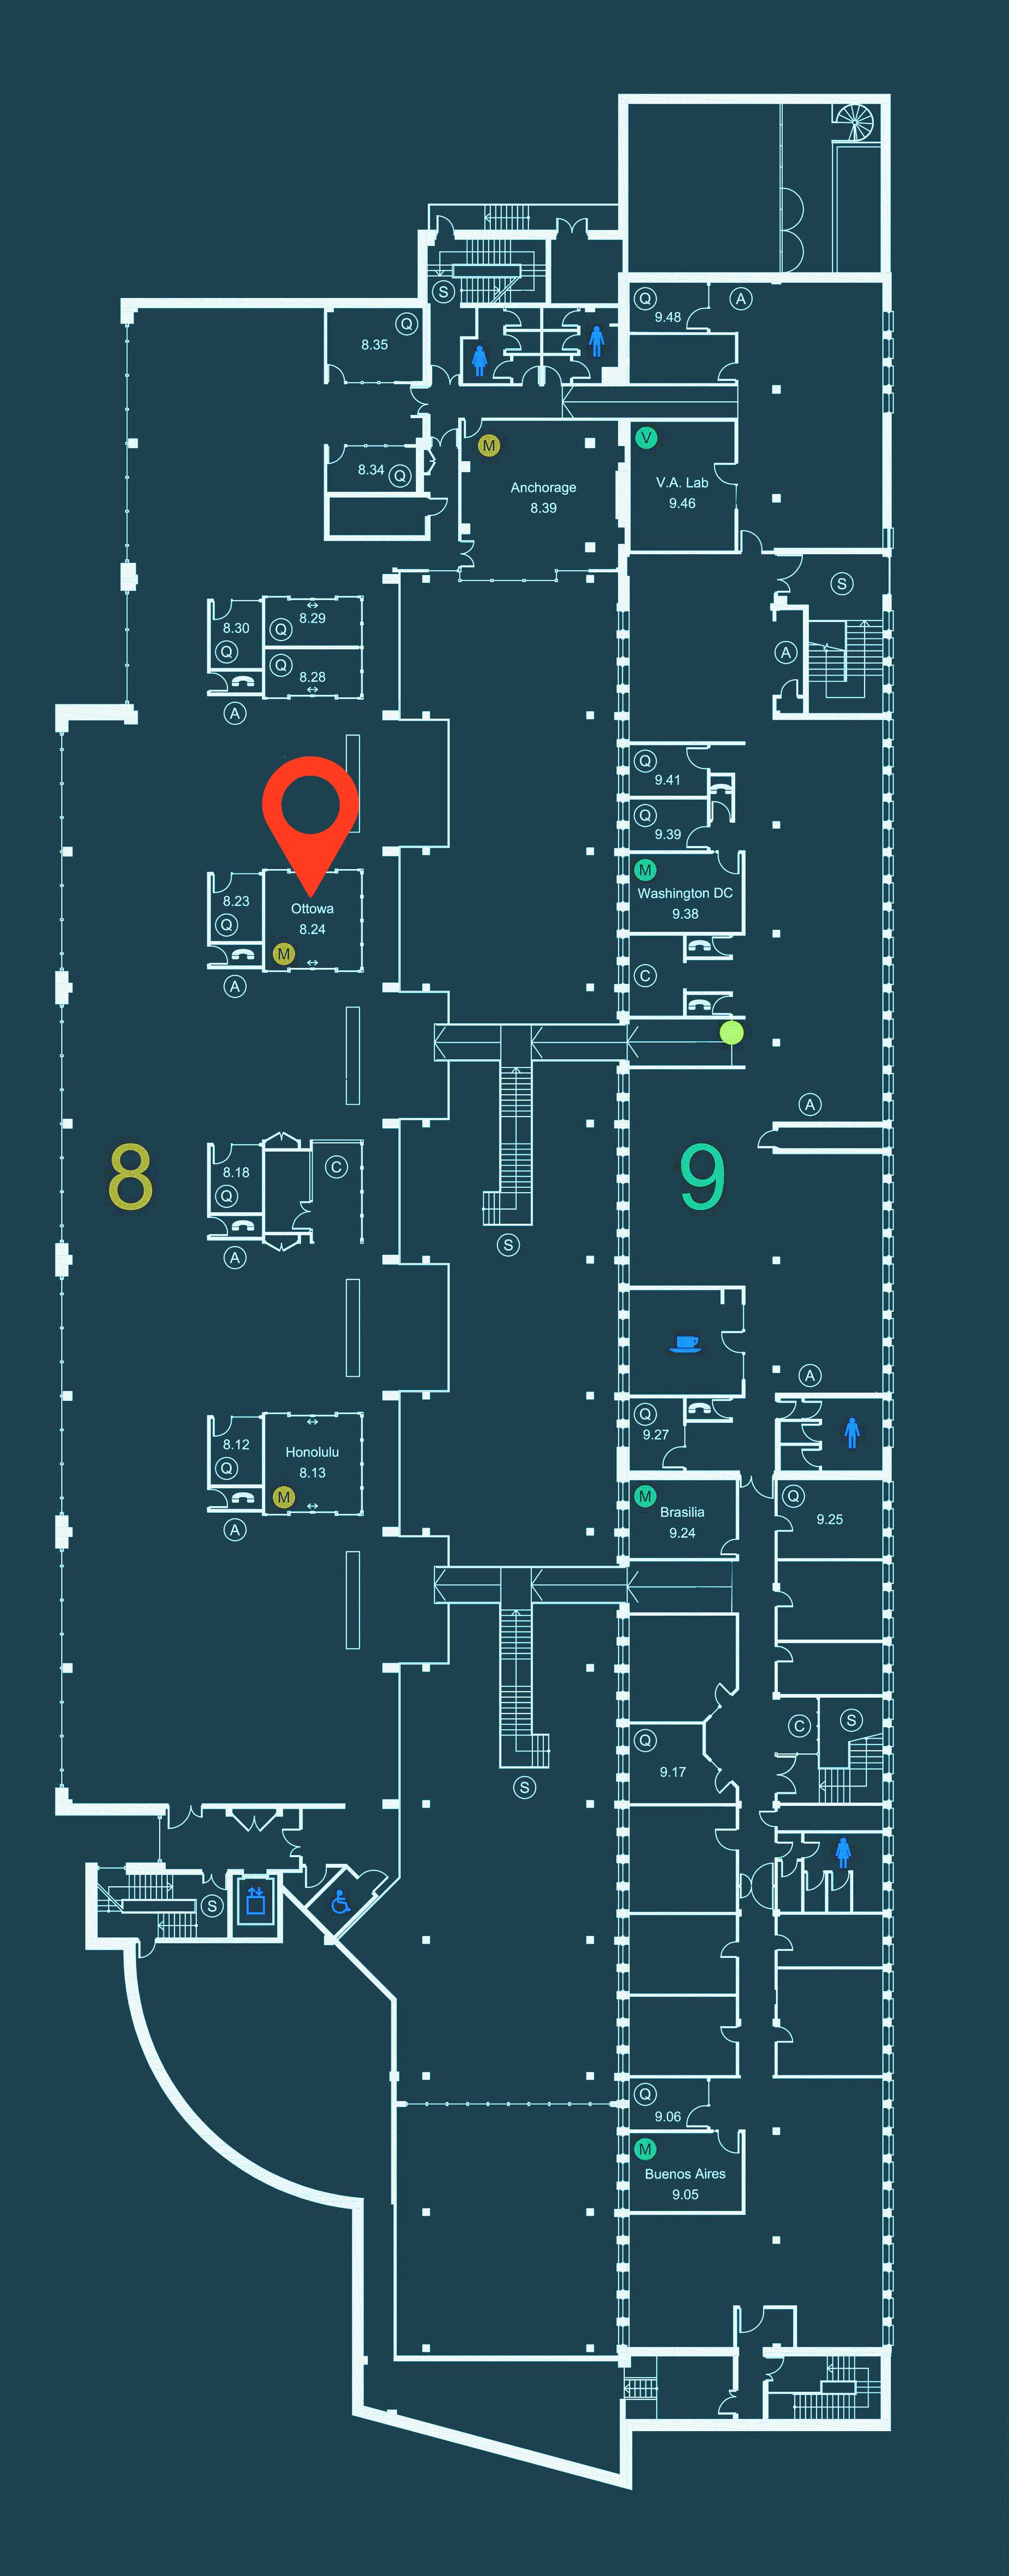 S
Q
9.48
A
8.35
Q
M
Anchorage
8.39
8.34
Q
V
V.A. Lab
9.46
S
8.30
Q
Q
8.29
Q
8.28
A
A
Q
9.41
Q
9.39
M
Washington DC
9.38
8.23
Q
Ottowa
8.24
M
A
C
A
8
8.18
Q
C
A
9
S
A
8.12
Q
Honolulu
8.13
M
A
Q
9.27
M
Brasilia
9.24
Q
9.25
Q
9.17
C
S
S
S
Q
9.06
M
Buenos Aires
9.05